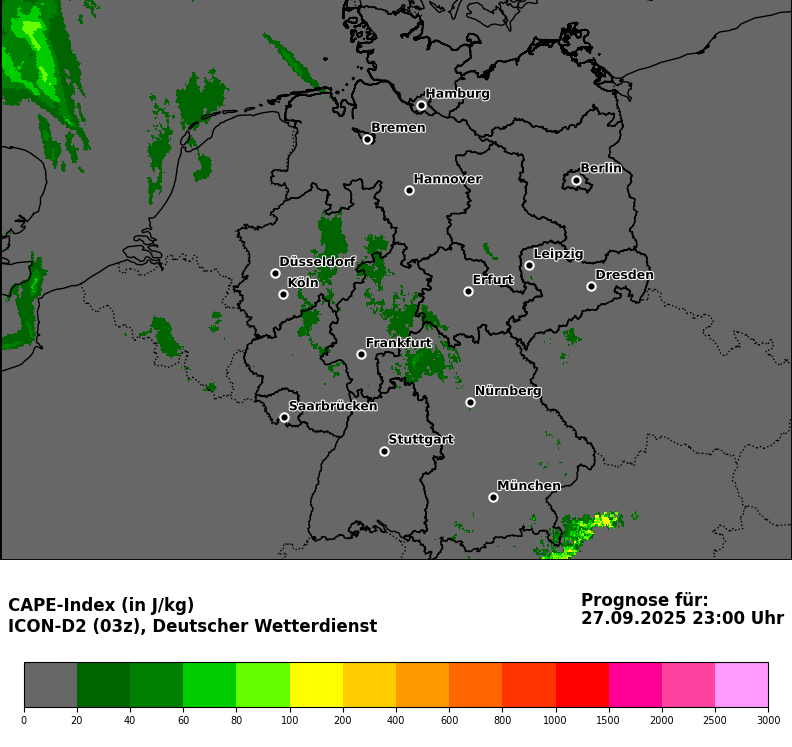 Hamburg
Bremen
Berlin
Hannover
Leipzig
Düsseldorf
Dresden
Köln
Erfurt
Frankfurt
Nürnberg
Saarbrücken
Stuttgart
München
CAPE-Index (in J/kg)
ICON-D2 (03z), Deutscher Wetterdienst
Prognose für:
27.09.2025 23:00 Uhr
0 20 40 60 80 100 200 400 600 800 1000 1500 2000 2500 3000